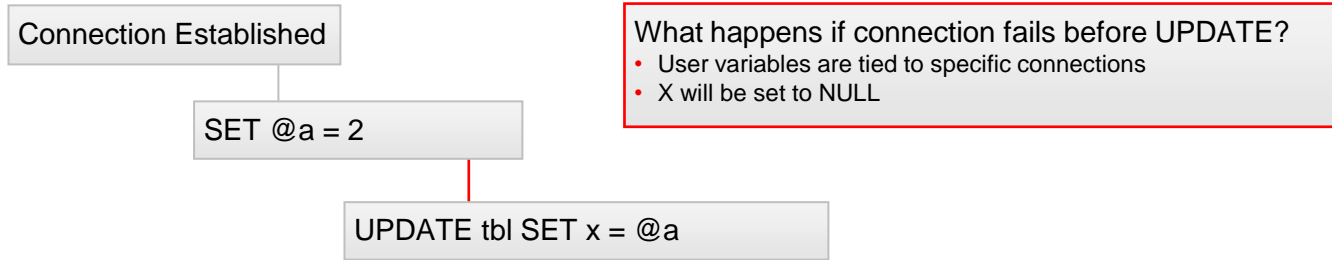 Connection Established
What happens if connection fails before UPDATE?
• User variables are tied to specific connections
• X will be set to NULL
SET @a = 2
UPDATE tbl SET x = @a